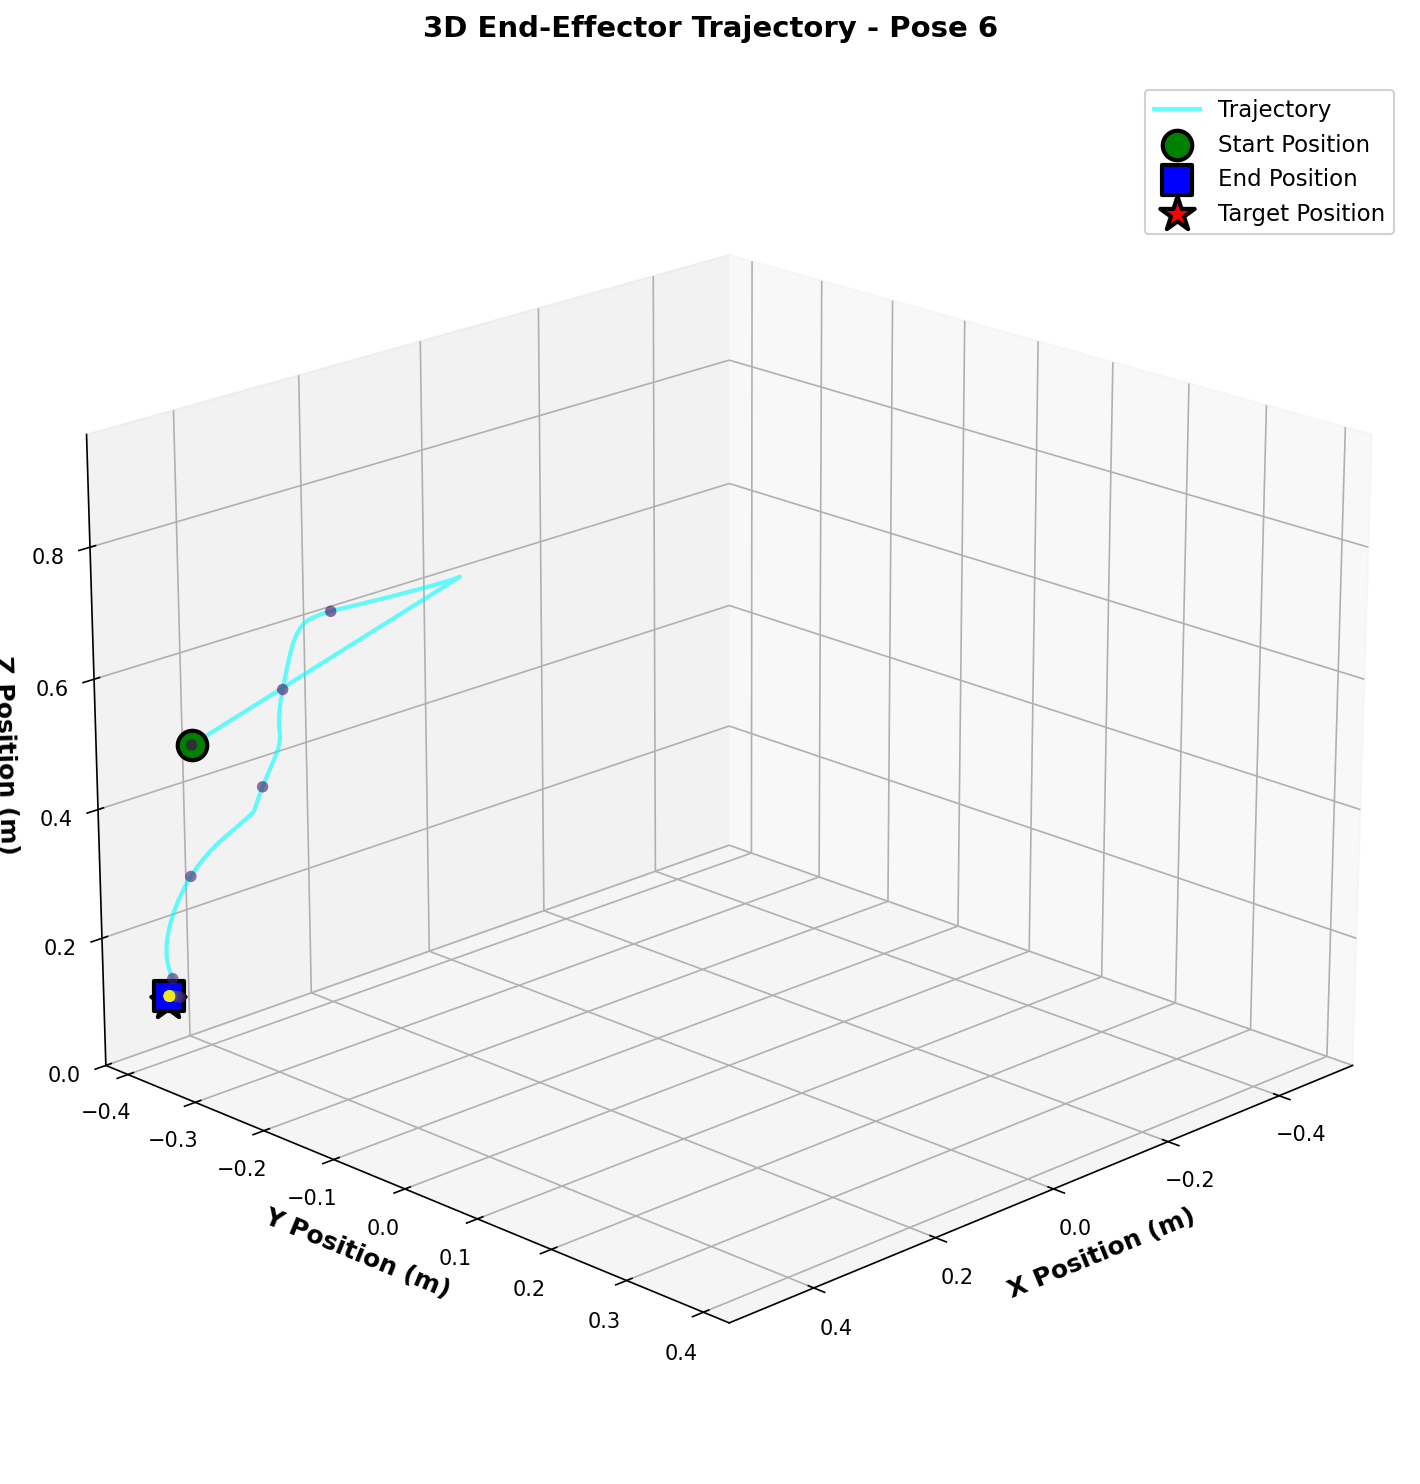 3D End-Effector Trajectory - Pose 6
Trajectory
Start Position
End Position
Target Position
0.8
0.6
0.4
0.2
0.0
Z Position (m)
−0.4
−0.3
−0.2
−0.1
0.0
0.1
0.2
0.3
0.4
Y Position (m)
−0.4
−0.2
0.0
0.2
0.4
X Position (m)